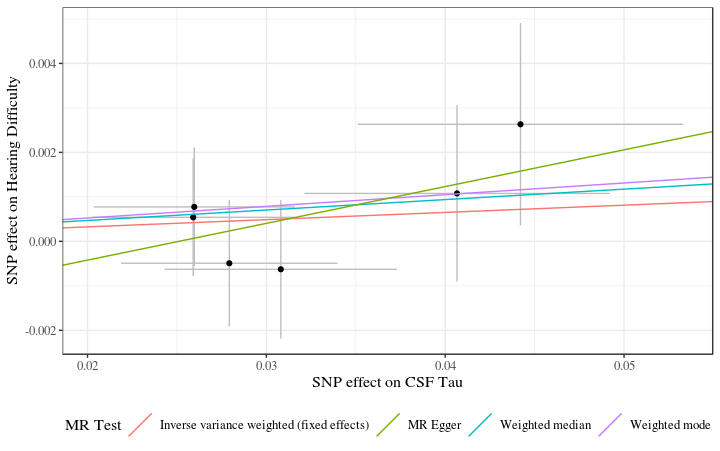 SNP effect on Hearing Difficulty
0.004
0.002
0.000
-0.002
0.02 0.03 0.04 0.05
SNP effect on CSF Tau
MR Test Inverse variance weighted (fixed effects) MR Egger Weighted median Weighted mode